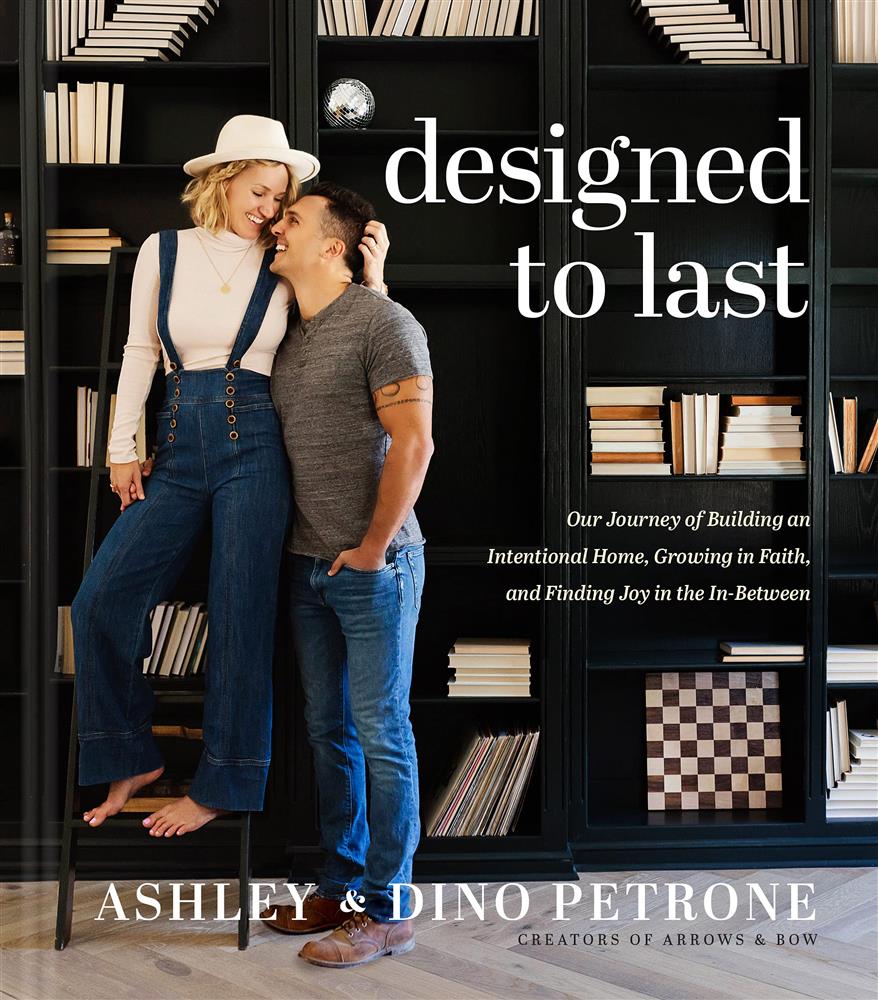 designed
to last
Our Journey of Building an
Intentional Home, Growing in Faith,
and Finding Joy in the In-Between
ASHLEY & DINO PETRONE
CREATORS OF ARROWS & BOW